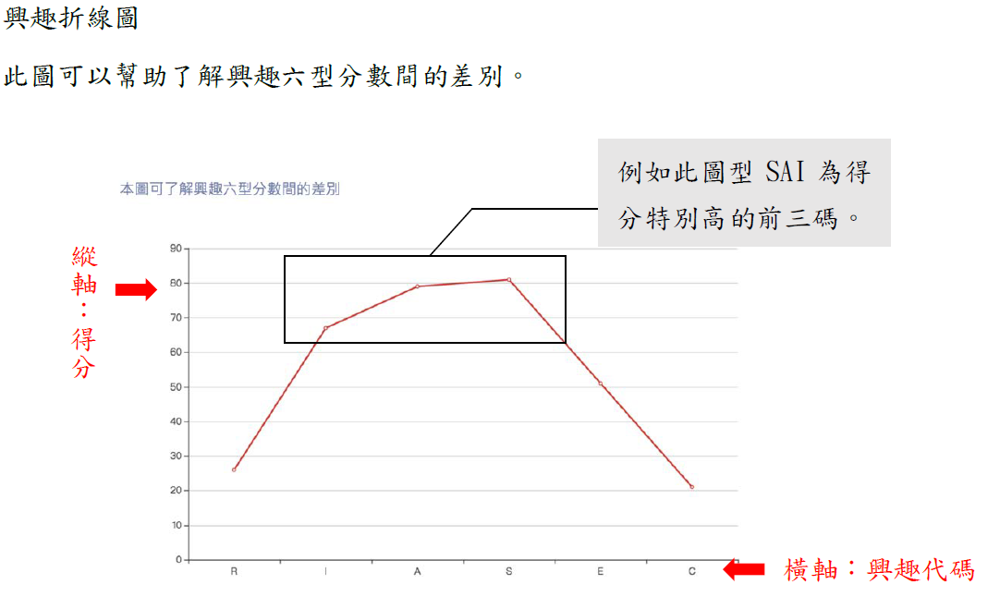 興趣折線圖
此圖可以幫助了解興趣六型分數間的差別。
例如此圖型 SAI 為得
分特別高的前三碼。
本圖可了解興趣六型分數間的差別
縱軸：得分
90
80
70
60
50
40
30
20
10
0
R I A S E C
橫軸：興趣代碼